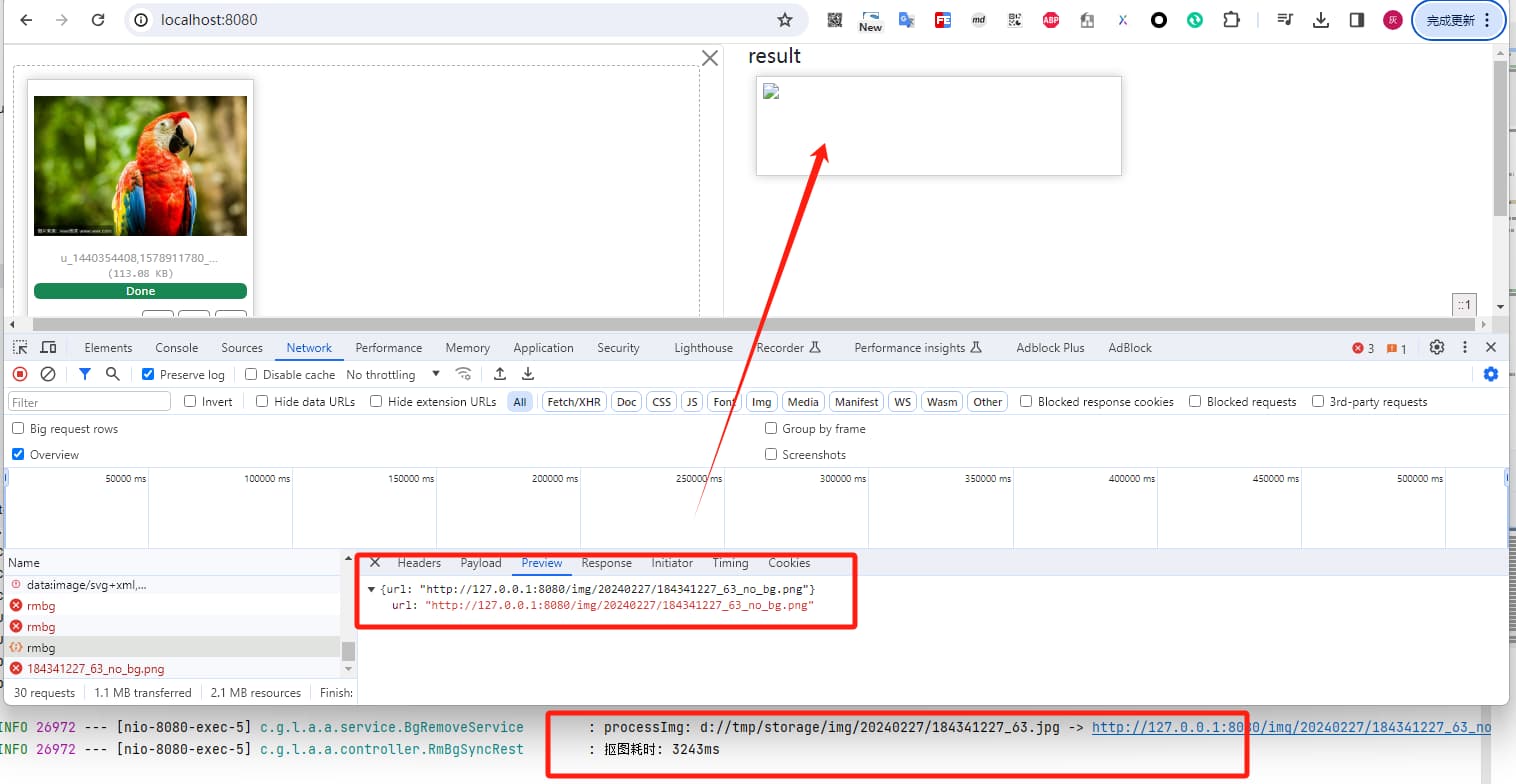 localhost:8080
New
FE
md
ABP
灰
完成更新
result
u_1440354408,1578911780_...
(113.08 KB)
Done
::1
Elements Console Sources Network Performance Memory Application Security Lighthouse Recorder Performance insights Adblock Plus AdBlock 3 1
Preserve log Disable cache No throttling
Filter Invert Hide data URLs Hide extension URLs All Fetch/XHR Doc CSS JS Font Img Media Manifest WS Wasm Other Blocked response cookies Blocked requests 3rd-party requests
Big request rows Group by frame
Overview Screenshots
50000 ms 100000 ms 150000 ms 200000 ms 250000 ms 300000 ms 350000 ms 400000 ms 450000 ms 500000 ms
Name
data:image/svg+xml,...
rmbg
rmbg
rmbg
184341227_63_no_bg.png
30 requests 1.1 MB transferred 2.1 MB resources Finish:
Headers Payload Preview Response Initiator Timing Cookies
{url: "http://127.0.0.1:8080/img/20240227/184341227_63_no_bg.png"}
url: "http://127.0.0.1:8080/img/20240227/184341227_63_no_bg.png"
INFO 26972 --- [nio-8080-exec-5] c.g.l.a.a.service.BgRemoveService : processImg: d://tmp/storage/img/20240227/184341227_63.jpg -> http://127.0.0.1:8080/img/20240227/184341227_63_no
INFO 26972 --- [nio-8080-exec-5] c.g.l.a.a.controller.RmBgSyncRest : 抠图耗时: 3243ms